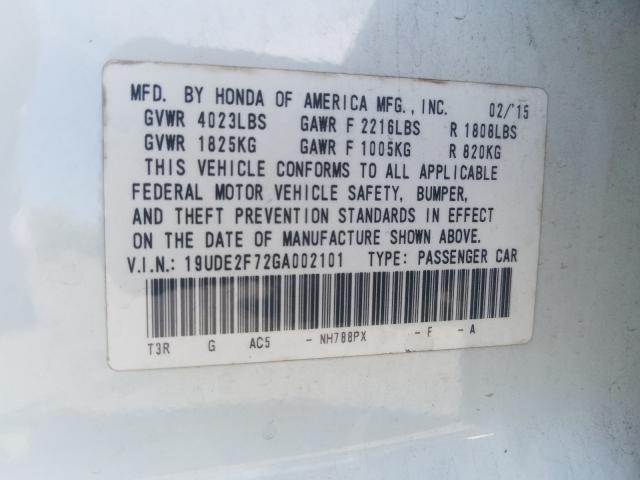 MFD. BY HONDA OF AMERICA MFG., INC. 02/'15
GVWR 4023LBS GAWR F 2216LBS R 1808LBS
GVWR 1825KG GAWR F 1005KG R 820KG
THIS VEHICLE CONFORMS TO ALL APPLICABLE
FEDERAL MOTOR VEHICLE SAFETY, BUMPER,
AND THEFT PREVENTION STANDARDS IN EFFECT
ON THE DATE OF MANUFACTURE SHOWN ABOVE.
V.I.N.: 19UDE2F72GA002101 TYPE: PASSENGER CAR
T3R G AC5 - NH788PX - F - A